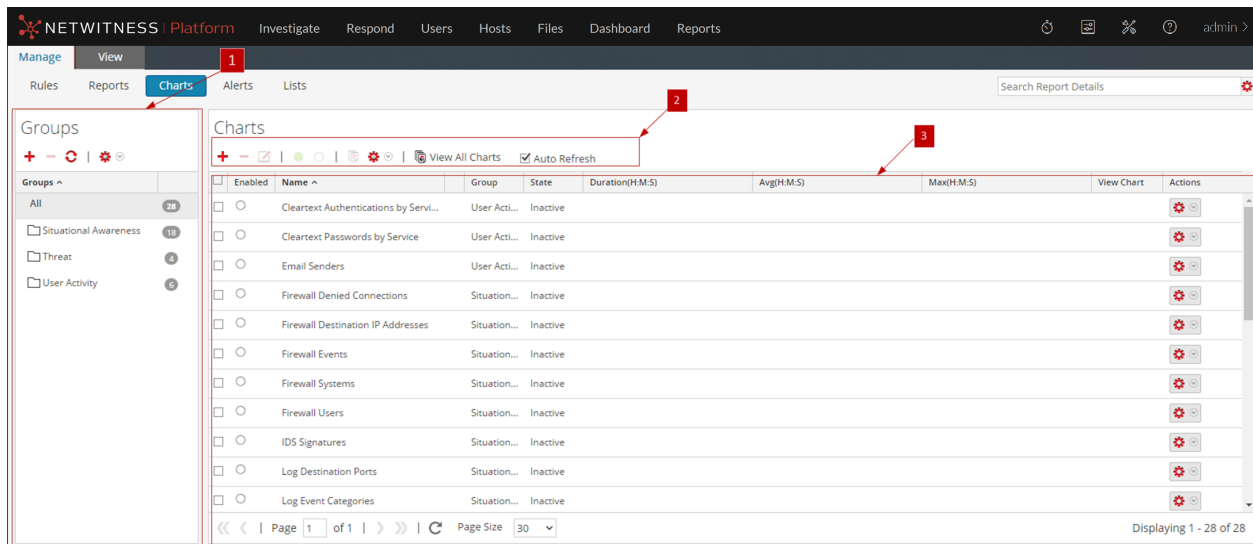 NETWITNESS Platform Investigate Respond Users Hosts Files Dashboard Reports admin >
Manage View
1
Rules Reports Charts Alerts Lists Search Report Details
2
Groups
Charts
3
View All Charts Auto Refresh
Groups
Enabled Name Group State Duration(H:M:S) Avg(H:M:S) Max(H:M:S) View Chart Actions
All 28
Situational Awareness 18
Threat 4
User Activity 6
Cleartext Authentications by Servi... User Acti... Inactive
Cleartext Passwords by Service User Acti... Inactive
Email Senders User Acti... Inactive
Firewall Denied Connections Situation... Inactive
Firewall Destination IP Addresses Situation... Inactive
Firewall Events Situation... Inactive
Firewall Systems Situation... Inactive
Firewall Users Situation... Inactive
IDS Signatures Situation... Inactive
Log Destination Ports Situation... Inactive
Log Event Categories Situation... Inactive
Page 1 of 1 Page Size 30 Displaying 1 - 28 of 28